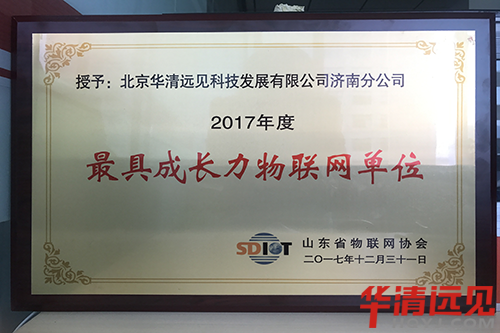 授予：北京华清远见科技发展有限公司济南分公司
2017年度
最具成长力物联网单位
SDIOT
山东省物联网协会
二〇一七年十二月三十一日
华清远见